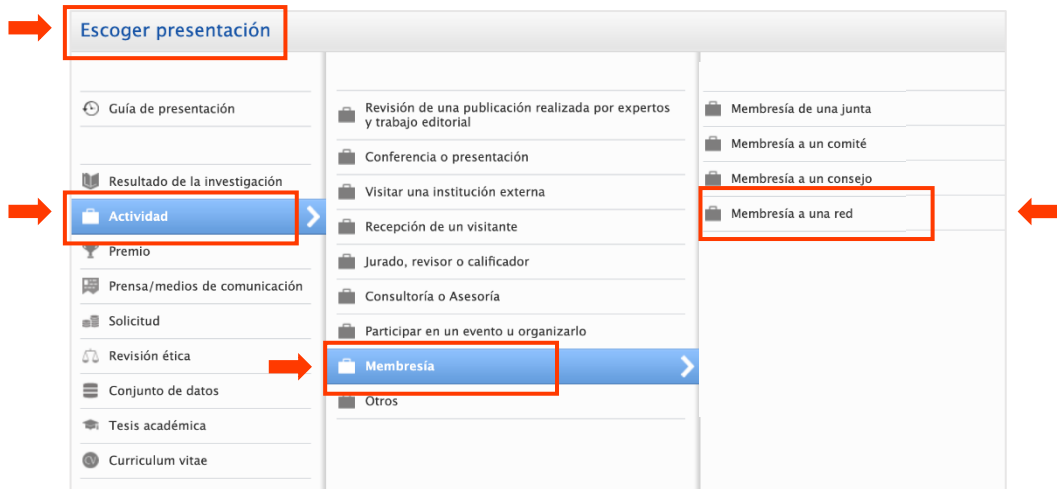 Escoger presentación
Guía de presentación
Resultado de la investigación
Actividad
Premio
Prensa/medios de comunicación
Solicitud
Revisión ética
Conjunto de datos
Tesis académica
CV
Curriculum vitae
Revisión de una publicación realizada por expertos
y trabajo editorial
Conferencia o presentación
Visitar una institución externa
Recepción de un visitante
Jurado, revisor o calificador
Consultoría o Asesoría
Participar en un evento u organizarlo
Membresía
Otros
Membresía de una junta
Membresía a un comité
Membresía a un consejo
Membresía a una red